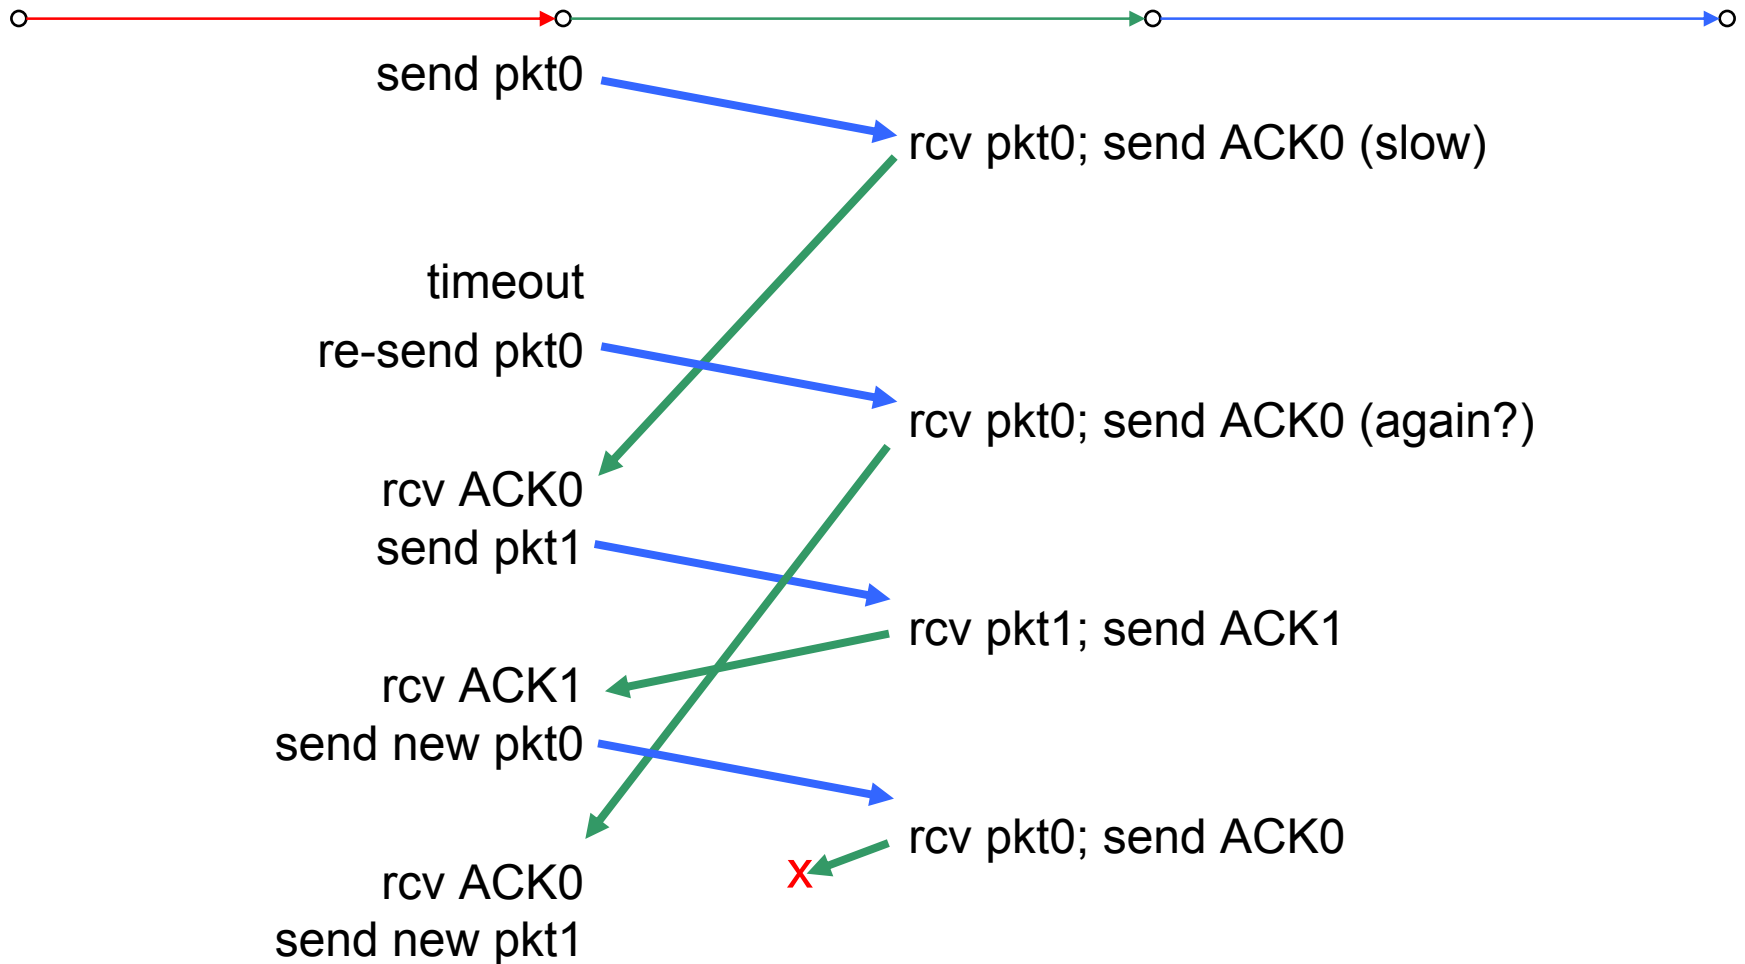 send pkt0
rcv pkt0; send ACK0 (slow)
timeout
re-send pkt0
rcv pkt0; send ACK0 (again?)
rcv ACK0
send pkt1
rcv pkt1; send ACK1
rcv ACK1
send new pkt0
rcv pkt0; send ACK0
x
rcv ACK0
send new pkt1